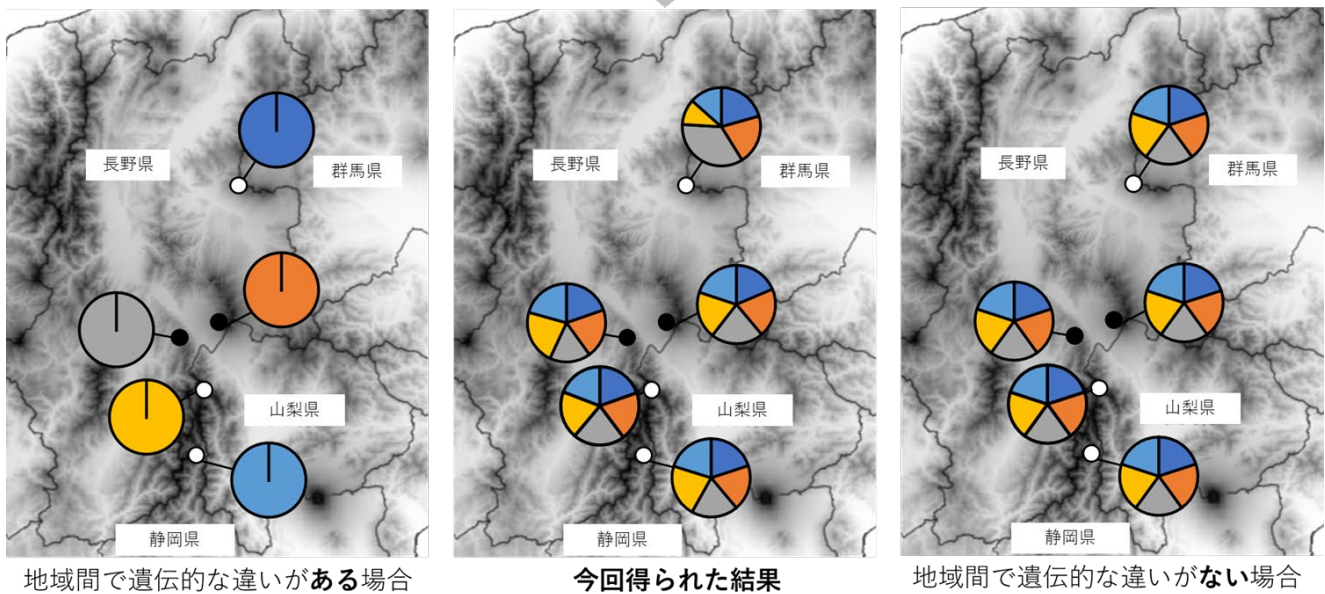 長野県
群馬県
山梨県
静岡県
地域間で遺伝的な違いがある場合
長野県
群馬県
山梨県
静岡県
今回得られた結果
長野県
群馬県
山梨県
静岡県
地域間で遺伝的な違いがない場合